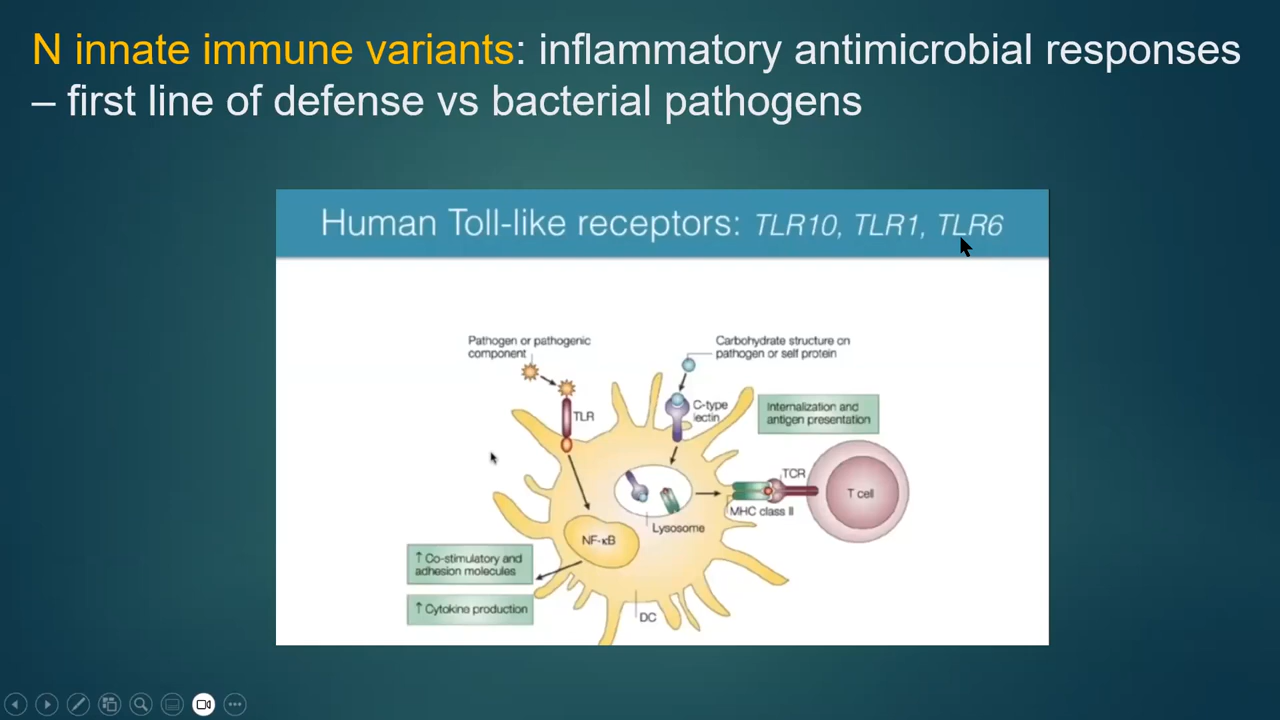 N innate immune variants: inflammatory antimicrobial responses
– first line of defense vs bacterial pathogens
Human Toll-like receptors: TLR10, TLR1, TLR6
Pathogen or pathogenic
component
Carbohydrate structure on
pathogen or self protein
TLR
C-type
lectin
Internalization and
antigen presentation
TCR
T cell
MHC class II
Lysosome
NF-κB
↑ Co-stimulatory and
adhesion molecules
↑ Cytokine production
DC